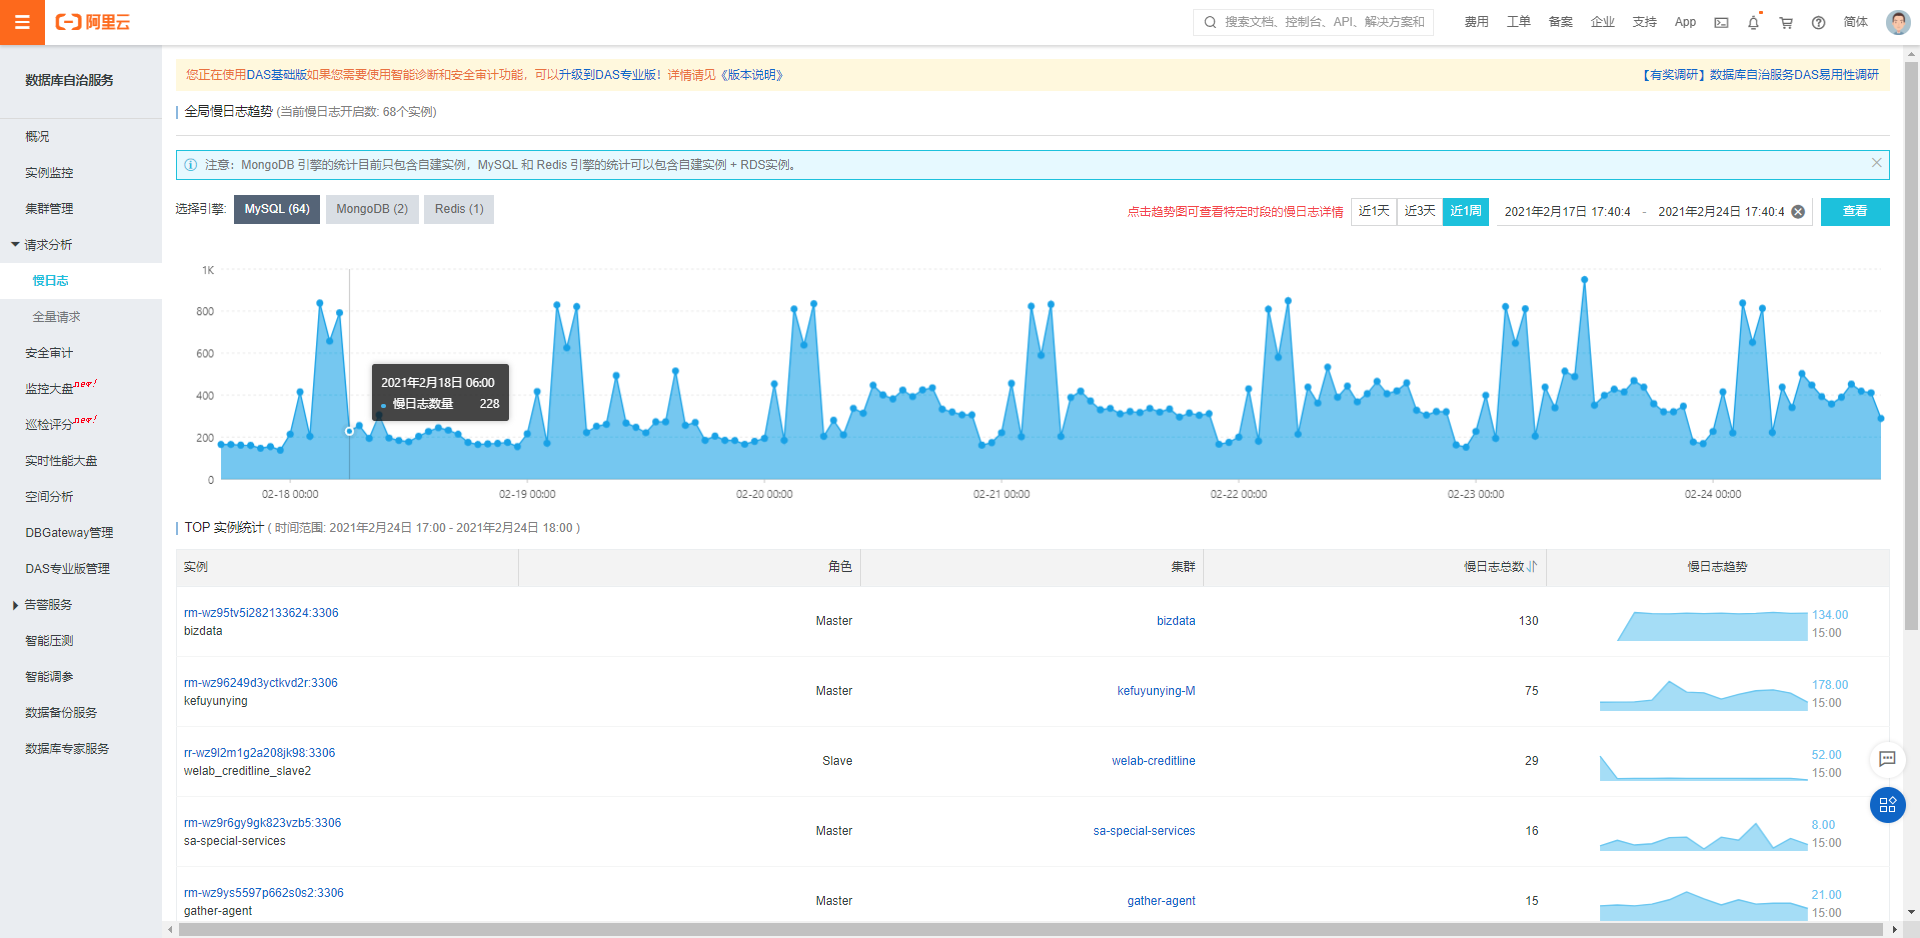 阿里云
搜索文档、控制台、API、解决方案和
费用 工单 备案 企业 支持 App 简体
数据库自治服务
概况
实例监控
集群管理
请求分析
慢日志
全量请求
安全审计
监控大盘new!
巡检评分new!
实时性能大盘
空间分析
DBGateway管理
DAS专业版管理
告警服务
智能压测
智能调参
数据备份服务
数据库专家服务
您正在使用DAS基础版如果您需要使用智能诊断和安全审计功能，可以升级到DAS专业版！详情请见《版本说明》
【有奖调研】数据库自治服务DAS易用性调研
全局慢日志趋势 (当前慢日志开启数: 68个实例)
注意：MongoDB 引擎的统计目前只包含自建实例，MySQL 和 Redis 引擎的统计可以包含自建实例 + RDS实例。
选择引擎: MySQL (64) MongoDB (2) Redis (1)
点击趋势图可查看特定时段的慢日志详情 近1天 近3天 近1周 2021年2月17日 17:40:4 - 2021年2月24日 17:40:4 查看
1K
800
600
400
200
0
2021年2月18日 06:00
慢日志数量 228
02-18 00:00 02-19 00:00 02-20 00:00 02-21 00:00 02-22 00:00 02-23 00:00 02-24 00:00
TOP 实例统计 ( 时间范围: 2021年2月24日 17:00 - 2021年2月24日 18:00 )
实例 角色 集群 慢日志总数 慢日志趋势
rm-wz95tv5i282133624:3306
bizdata
Master bizdata 130
134.00
15:00
rm-wz96249d3yctkvd2r:3306
kefuyunying
Master kefuyunying-M 75
178.00
15:00
rr-wz9l2m1g2a208jk98:3306
welab_creditline_slave2
Slave welab-creditline 29
52.00
15:00
rm-wz9r6gy9gk823vzb5:3306
sa-special-services
Master sa-special-services 16
8.00
15:00
rm-wz9ys5597p662s0s2:3306
gather-agent
Master gather-agent 15
21.00
15:00